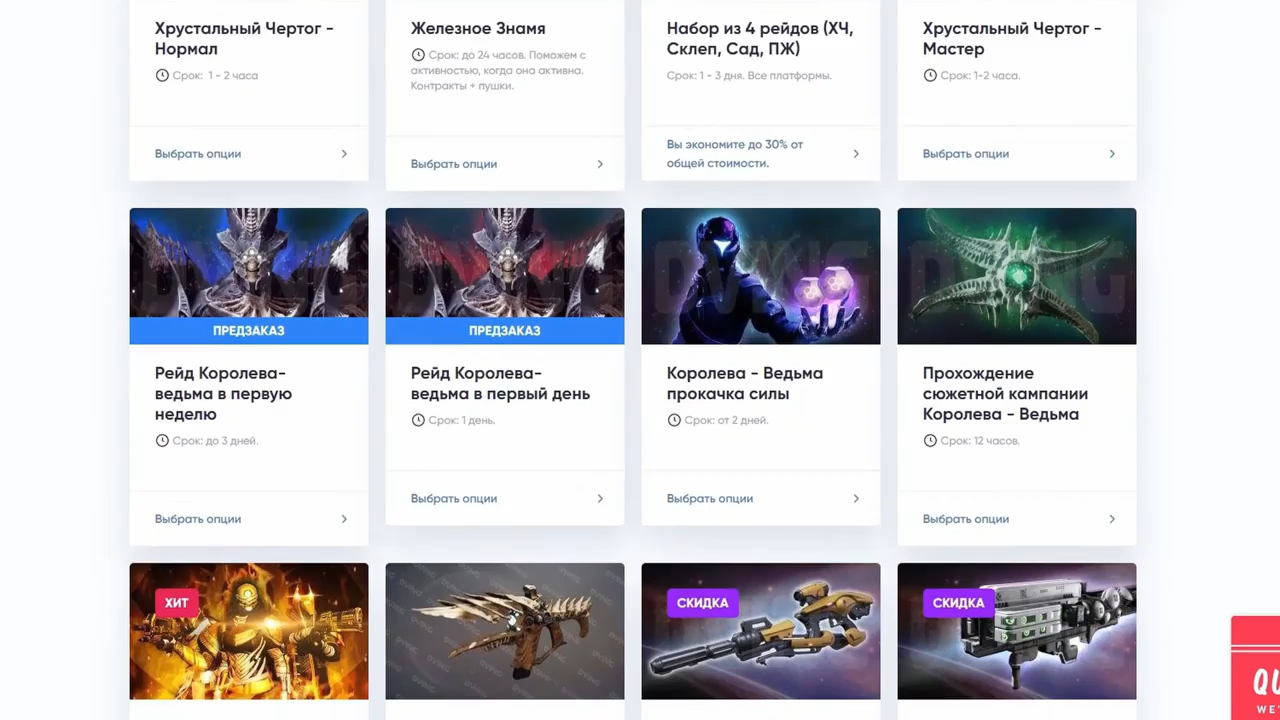 Хрустальный Чертог -
Нормал
Срок: 1 - 2 часа
Выбрать опции
Железное Знамя
Срок: до 24 часов. Поможем с
активностью, когда она активна.
Контракты + пушки.
Выбрать опции
Набор из 4 рейдов (ХЧ,
Склеп, Сад, ПЖ)
Срок: 1 - 3 дня. Все платформы.
Вы экономите до 30% от
общей стоимости.
Хрустальный Чертог -
Мастер
Срок: 1-2 часа.
Выбрать опции
ПРЕДЗАКАЗ
Рейд Королева-
ведьма в первую
неделю
Срок: до 3 дней.
Выбрать опции
ПРЕДЗАКАЗ
Рейд Королева-
ведьма в первый день
Срок: 1 день.
Выбрать опции
DVING
Королева - Ведьма
прокачка силы
Срок: от 2 дней.
Выбрать опции
DVING
Прохождение
сюжетной кампании
Королева - Ведьма
Срок: 12 часов.
Выбрать опции
ХИТ
СКИДКА
СКИДКА
QU
WE'